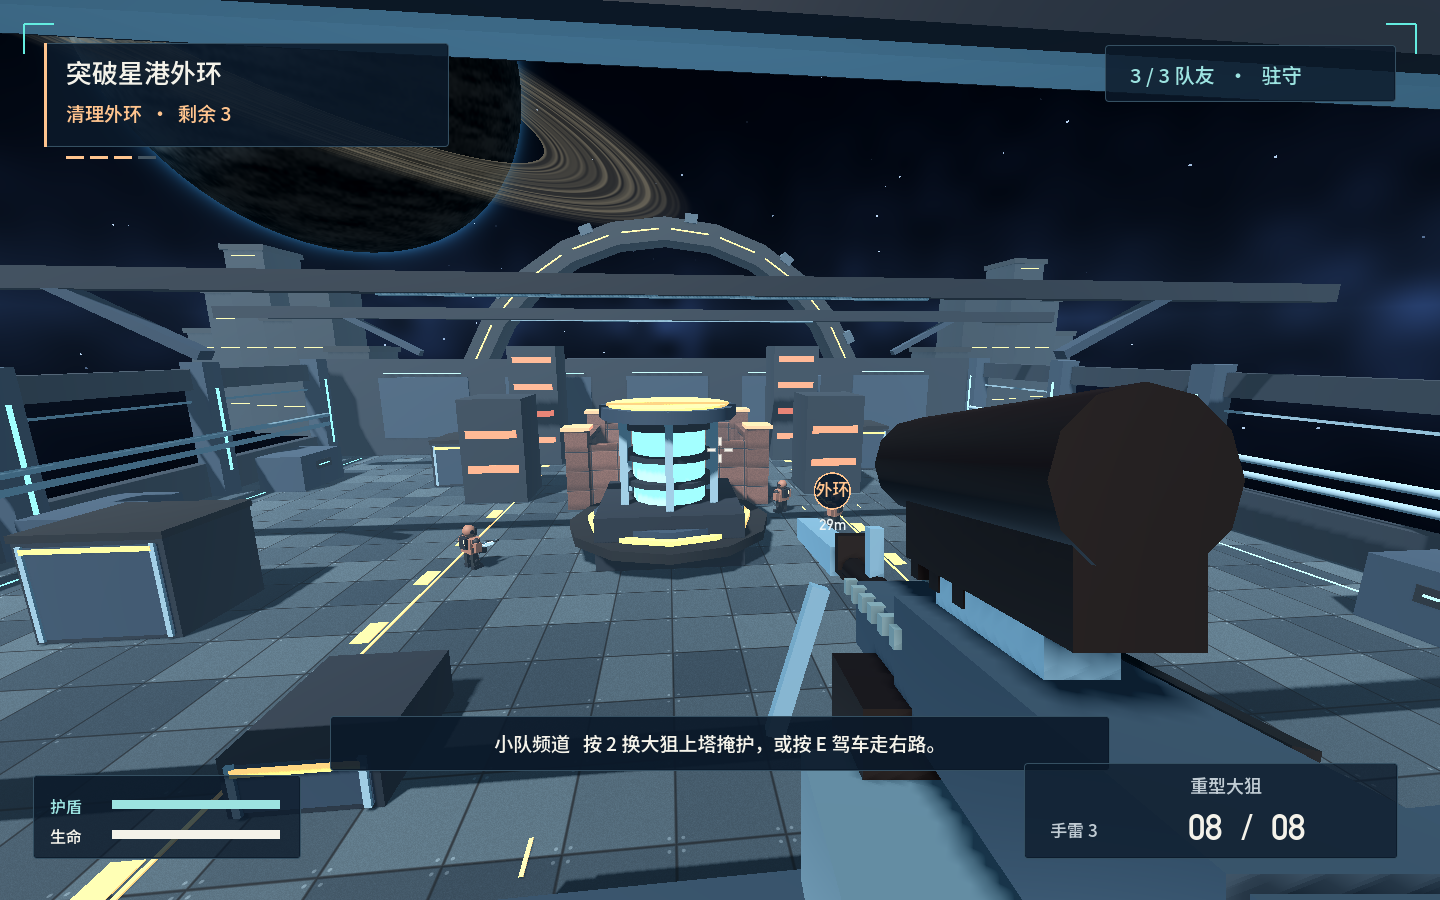 突破星港外环
清理外环 • 剩余 3
3 / 3 队友 • 驻守
外环
29m
小队频道 按 2 换大狙上塔掩护，或按 E 驾车走右路。
护盾
生命
重型大狙
手雷 3
08 / 08